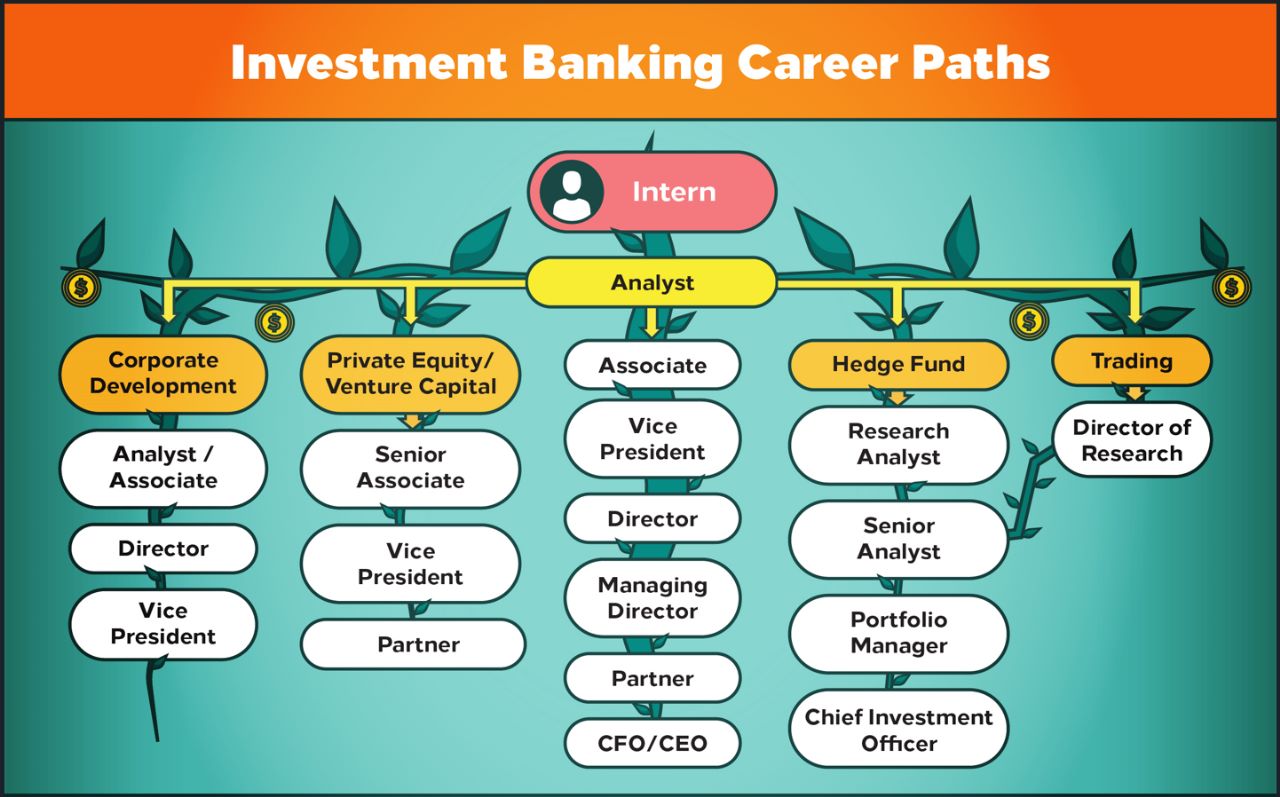 Investment Banking Career Paths
Intern
Analyst
Corporate
Development
Analyst /
Associate
Director
Vice
President
Private Equity/
Venture Capital
Senior
Associate
Vice
President
Partner
Associate
Vice
President
Director
Managing
Director
Partner
CFO/CEO
Hedge Fund
Research
Analyst
Senior
Analyst
Portfolio
Manager
Chief Investment
Officer
Trading
Director of
Research
$
$
$
$